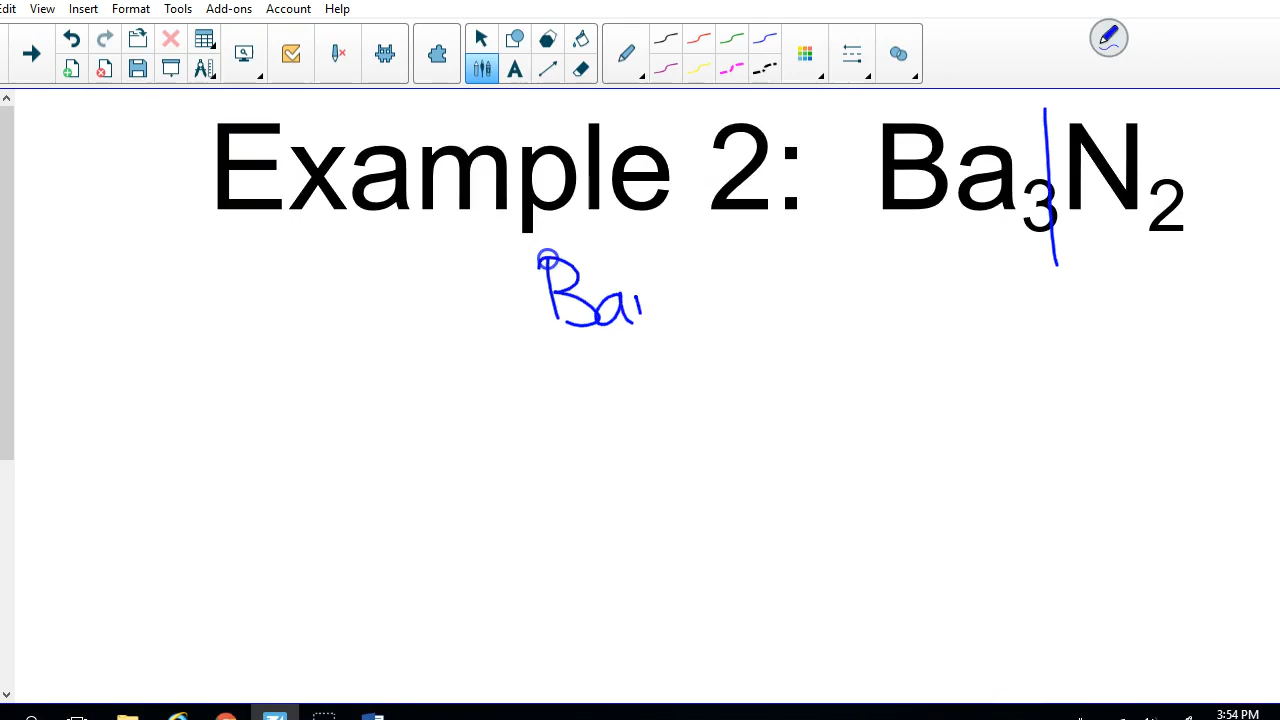 Edit View Insert Format Tools Add-ons Account Help
Example 2: Ba₃N₂
Ba
3:54 PM